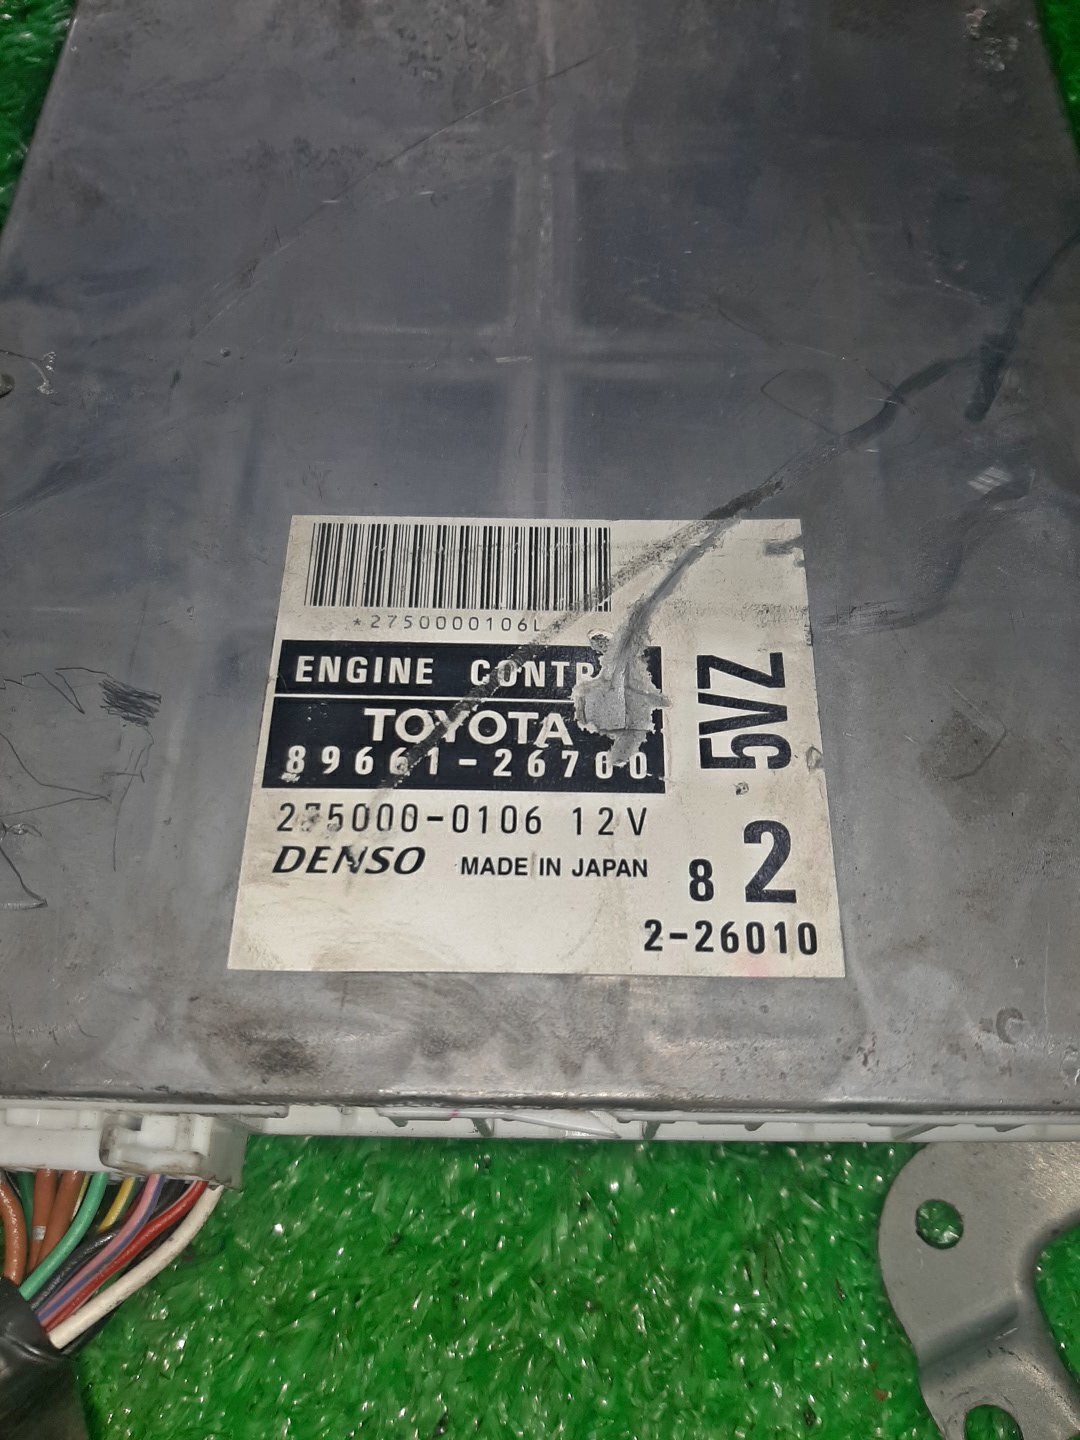 *2750000106L*
ENGINE CONTR
TOYOTA
89661-26700
275000-0106 12V
DENSO MADE IN JAPAN
5VZ
8 2
2-26010